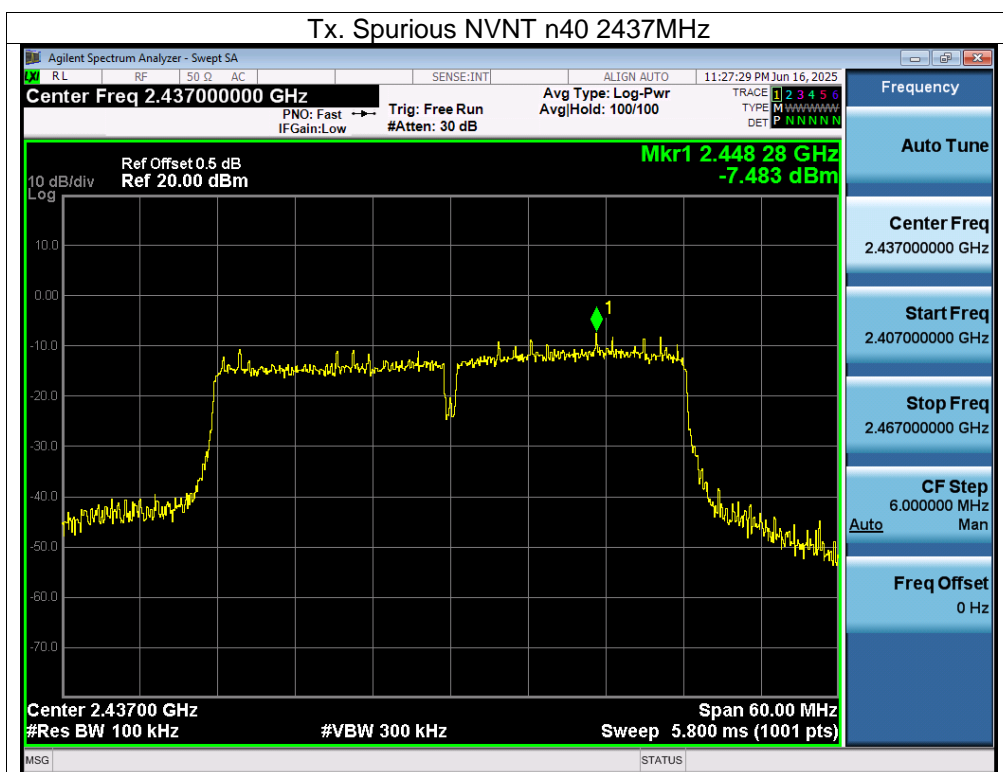 Tx. Spurious NVNT n40 2437MHz
Agilent Spectrum Analyzer - Swept SA
LXI RL RF 50 Ω AC SENSE:INT ALIGN AUTO 11:27:29 PM Jun 16, 2025
Center Freq 2.437000000 GHz
PNO: Fast
IFGain:Low
Trig: Free Run
#Atten: 30 dB
Avg Type: Log-Pwr
Avg|Hold: 100/100
TRACE 1 2 3 4 5 6
TYPE M WWWWW
DET P N N N N N
Mkr1 2.448 28 GHz
-7.483 dBm
Ref Offset 0.5 dB
10 dB/div Ref 20.00 dBm
Log
10.0
0.00
-10.0
-20.0
-30.0
-40.0
-50.0
-60.0
-70.0
1
Center 2.43700 GHz Span 60.00 MHz
#Res BW 100 kHz #VBW 300 kHz Sweep 5.800 ms (1001 pts)
MSG STATUS
Frequency
Auto Tune
Center Freq
2.437000000 GHz
Start Freq
2.407000000 GHz
Stop Freq
2.467000000 GHz
CF Step
6.000000 MHz
Auto Man
Freq Offset
0 Hz